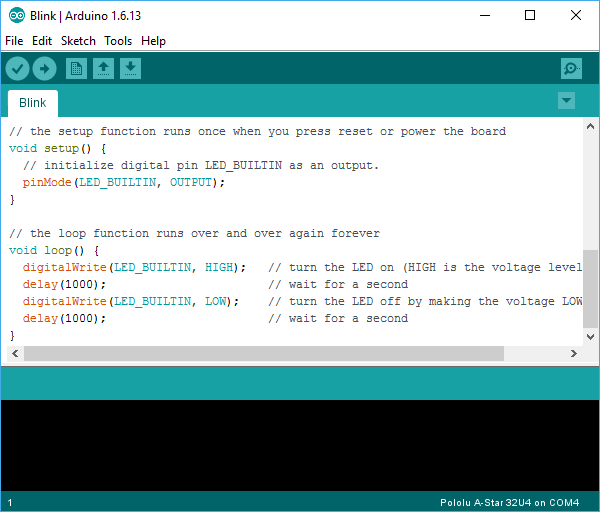 Blink | Arduino 1.6.13
File Edit Sketch Tools Help
Blink
// the setup function runs once when you press reset or power the board
void setup() {
  // initialize digital pin LED_BUILTIN as an output.
  pinMode(LED_BUILTIN, OUTPUT);
}

// the loop function runs over and over again forever
void loop() {
  digitalWrite(LED_BUILTIN, HIGH);   // turn the LED on (HIGH is the voltage level
  delay(1000);                       // wait for a second
  digitalWrite(LED_BUILTIN, LOW);    // turn the LED off by making the voltage LOW
  delay(1000);                       // wait for a second
}
1 Pololu A-Star 32U4 on COM4